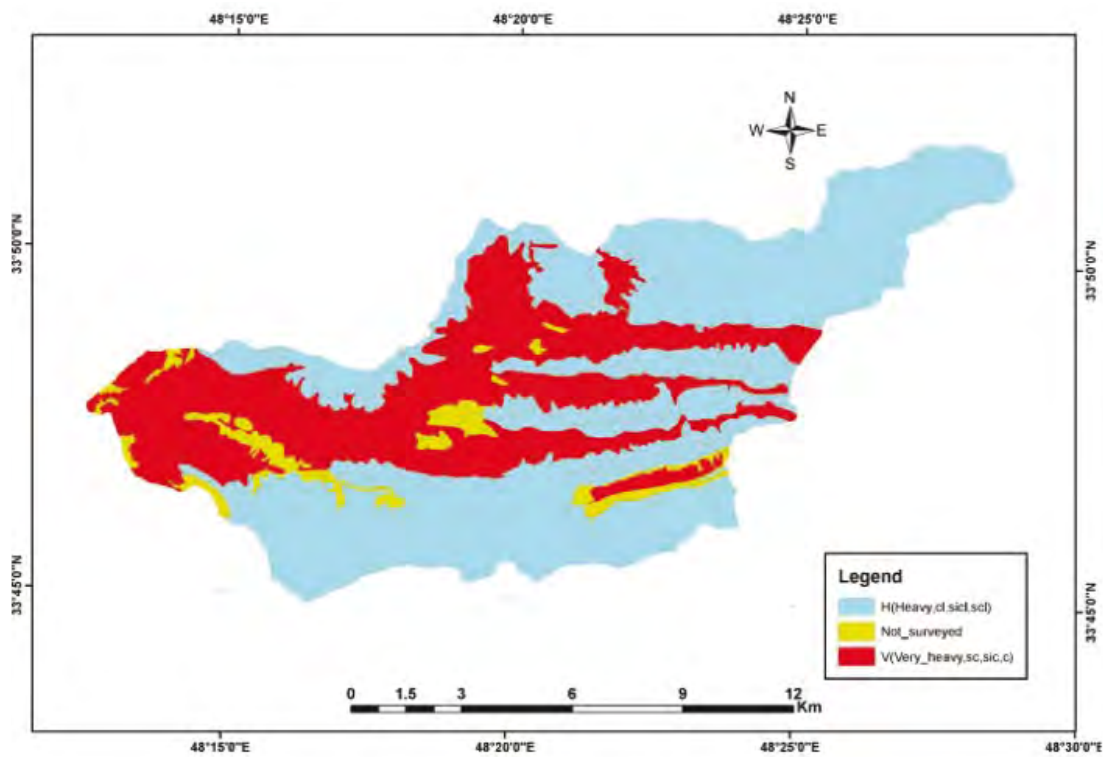 48°15'0"E 48°20'0"E 48°25'0"E
N
W E
S
33°50'0"N
33°5'0.0"N
33°45'0"N
33°45'0"N
Legend
H(Heavy,cl,sicl,scl)
Not_surveyed
V(Very_heavy,sc,sic,c)
0 1.5 3 6 9 12
Km
48°15'0"E 48°20'0"E 48°25'0"E 48°30'0"E